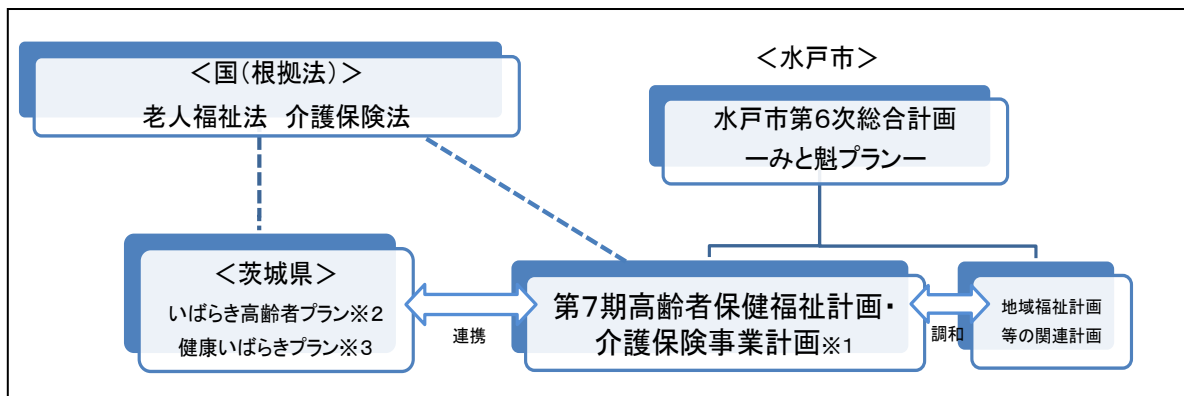 ＜国（根拠法）＞
老人福祉法　介護保険法
＜水戸市＞
水戸市第６次総合計画
ーみと魁プランー
＜茨城県＞
いばらき高齢者プラン※２
健康いばらきプラン※３
連携
第７期高齢者保健福祉計画・
介護保険事業計画※１
調和
地域福祉計画
等の関連計画